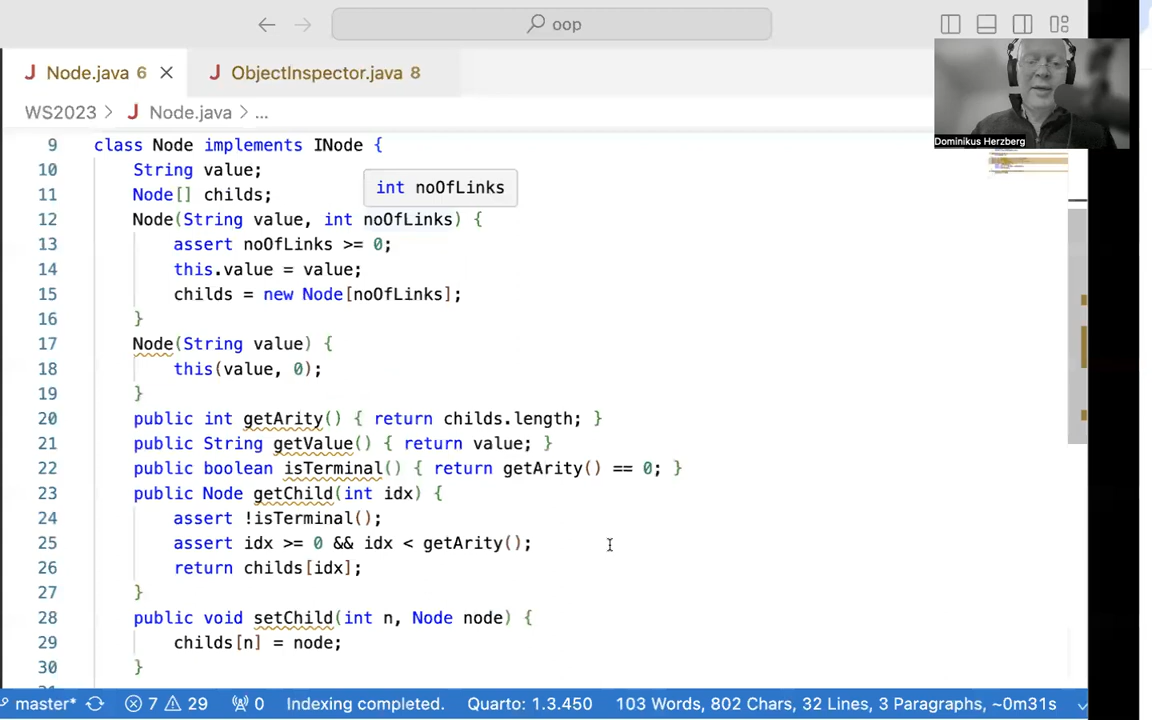 oop
Node.java 6
ObjectInspector.java 8
WS2023 > Node.java > ...
Dominikus Herzberg
9 class Node implements INode {
10 String value;
int noOfLinks
11 Node[] childs;
12 Node(String value, int noOfLinks) {
13 assert noOfLinks >= 0;
14 this.value = value;
15 childs = new Node[noOfLinks];
16 }
17 Node(String value) {
18 this(value, 0);
19 }
20 public int getArity() { return childs.length; }
21 public String getValue() { return value; }
22 public boolean isTerminal() { return getArity() == 0; }
23 public Node getChild(int idx) {
24 assert !isTerminal();
25 assert idx >= 0 && idx < getArity();
26 return childs[idx];
27 }
28 public void setChild(int n, Node node) {
29 childs[n] = node;
30 }
master* 7 29 0 Indexing completed. Quarto: 1.3.450 103 Words, 802 Chars, 32 Lines, 3 Paragraphs, ~0m31s